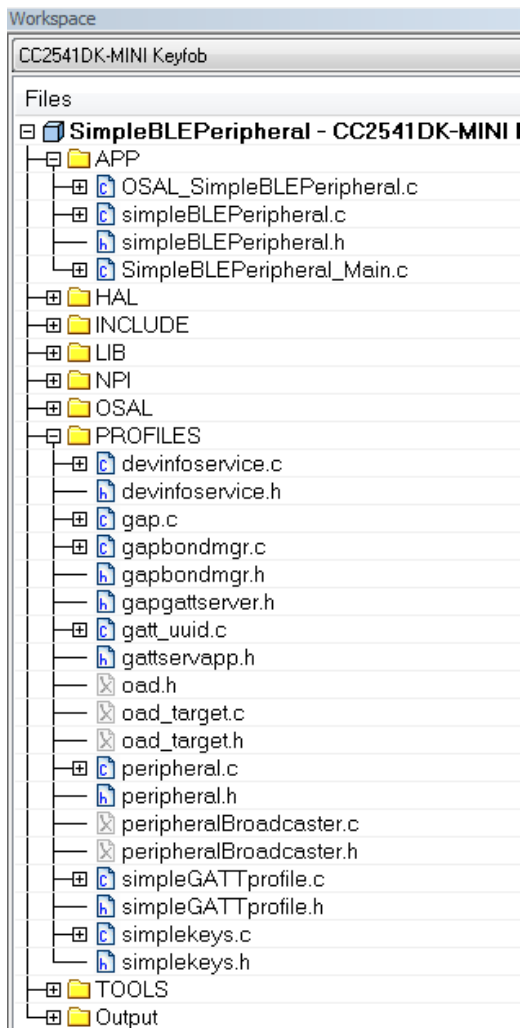 Workspace
CC2541DK-MINI Keyfob
Files
SimpleBLEPeripheral - CC2541DK-MINI
APP
OSAL_SimpleBLEPeripheral.c
simpleBLEPeripheral.c
simpleBLEPeripheral.h
SimpleBLEPeripheral_Main.c
HAL
INCLUDE
LIB
NPI
OSAL
PROFILES
devinfoservice.c
devinfoservice.h
gap.c
gapbondmgr.c
gapbondmgr.h
gapgattserver.h
gatt_uuid.c
gattservapp.h
oad.h
oad_target.c
oad_target.h
peripheral.c
peripheral.h
peripheralBroadcaster.c
peripheralBroadcaster.h
simpleGATTprofile.c
simpleGATTprofile.h
simplekeys.c
simplekeys.h
TOOLS
Output